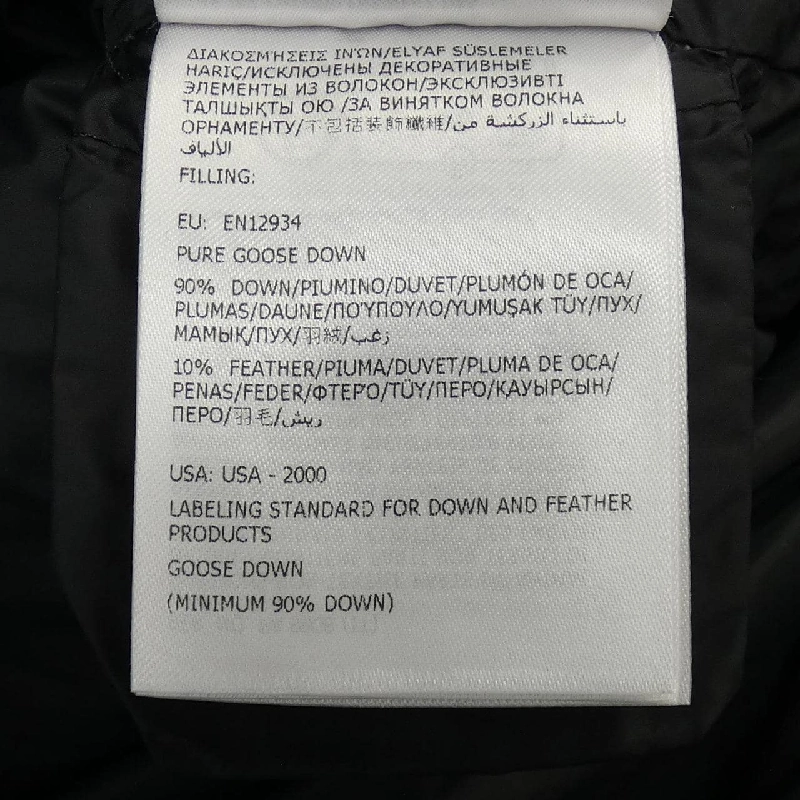 ΔΙΑΚΟΣΜΉΣΕΙΣ ΙΝΏΝ/ELYAF SÜSLEMELER
HARİÇ/ИСКЛЮЧЕНЫ ДЕКОРАТИВНЫЕ
ЭЛЕМЕНТЫ ИЗ ВОЛОКОН/ЭКСКЛЮЗИВТІ
ТАЛШЫҚТЫ ОЮ /ЗА ВИНЯТКОМ ВОЛОКНА
ОРНАМЕНТУ/不包括装飾纖維/باستثناء الزركشة من
الألياف
FILLING:
EU: EN12934
PURE GOOSE DOWN
90% DOWN/PIUMINO/DUVET/PLUMÓN DE OCA/
PLUMAS/DAUNE/ΠΟΎΠΟΥΛΟ/YUMUŞAK TÜY/ПУХ/
МАМЫҚ/ПУХ/羽絨/زغب
10% FEATHER/PIUMA/DUVET/PLUMA DE OCA/
PENAS/FEDER/ΦΤΕΡΌ/TÜY/ПЕРО/ҚАУЫРСЫН/
ПЕРО/羽毛/ريش
USA: USA - 2000
LABELING STANDARD FOR DOWN AND FEATHER
PRODUCTS
GOOSE DOWN
(MINIMUM 90% DOWN)